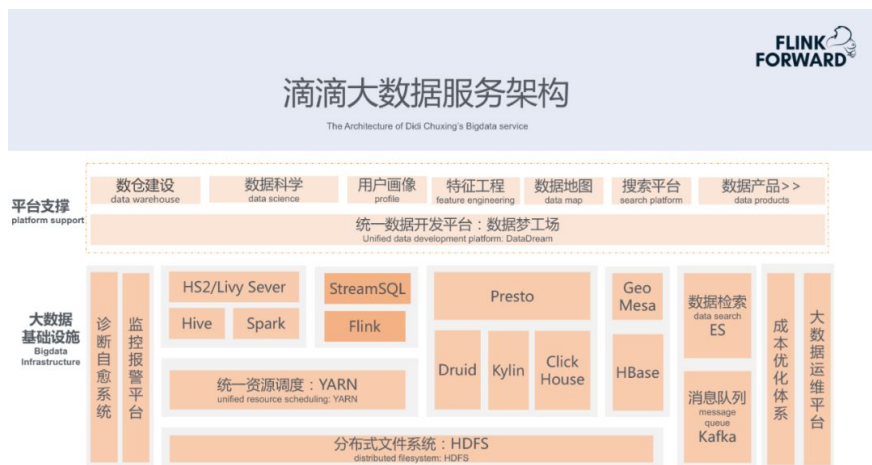 FLINK
FORWARD
滴滴大数据服务架构
The Architecture of Didi Chuxing's Bigdata service
平台支撑
platform support
数仓建设
data warehouse
数据科学
data science
用户画像
profile
特征工程
feature engineering
数据地图
data map
搜索平台
search platform
数据产品>>
data products
统一数据开发平台：数据梦工场
Unified data development platform: DataDream
大数据
基础设施
Bigdata
Infrastructure
诊断自愈系统
监控报警平台
HS2/Livy Sever
Hive
Spark
StreamSQL
Flink
统一资源调度：YARN
unified resource scheduling: YARN
Presto
Druid
Kylin
Click
House
Geo
Mesa
HBase
数据检索
data search
ES
消息队列
message
queue
Kafka
成本优化体系
大数据运维平台
分布式文件系统：HDFS
distributed filesystem: HDFS